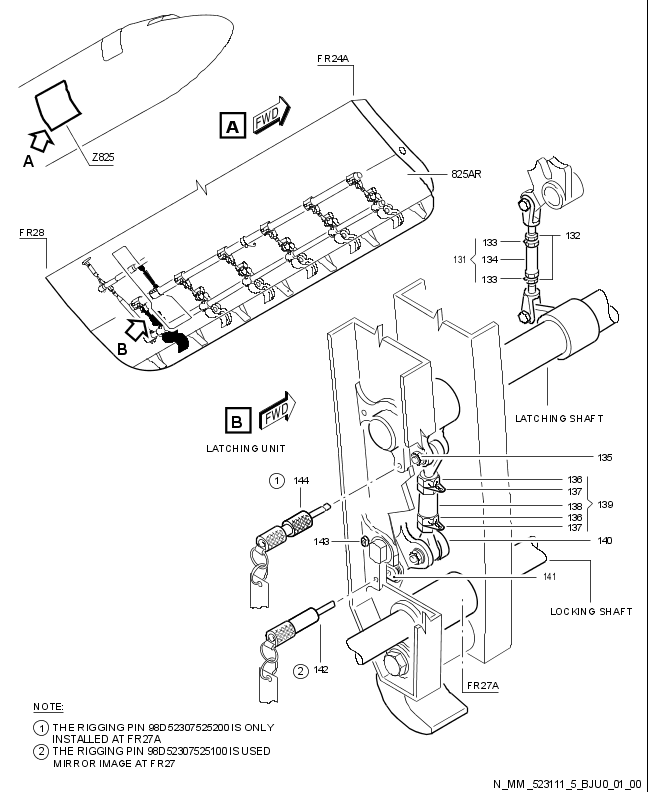 FR24A
A
FWD
A
Z825
825AR
FR28
132
133
131
134
133
B
B
FWD
LATCHING SHAFT
LATCHING UNIT
135
136
1
144
137
138
139
136
137
143
140
141
LOCKING SHAFT
2
142
FR27A
NOTE:
1 THE RIGGING PIN 98D52307525200 IS ONLY
INSTALLED AT FR27A
2 THE RIGGING PIN 98D52307525100 IS USED
MIRROR IMAGE AT FR27
N_MM_523111_5_BJU0_01_00